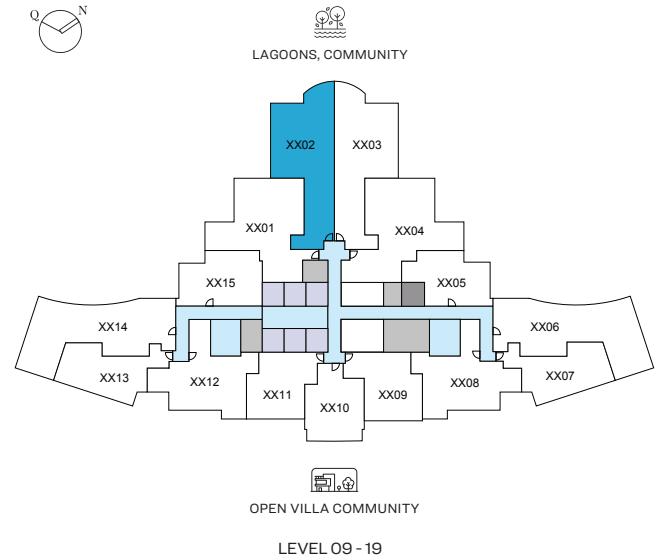 Q N
LAGOONS, COMMUNITY
XX02 XX03
XX01 XX04
XX15 XX05
XX14 XX06
XX13 XX12 XX11 XX10 XX09 XX08 XX07
OPEN VILLA COMMUNITY
LEVEL 09 - 19